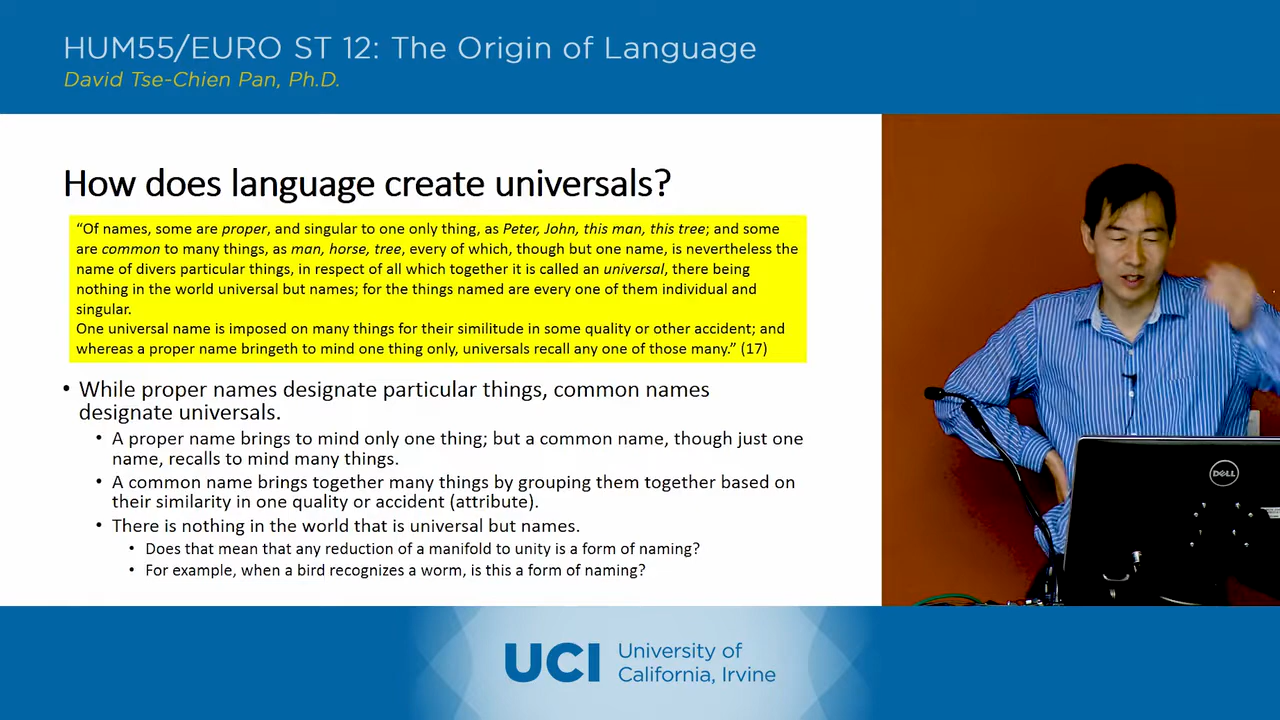 HUM55/EURO ST 12: The Origin of Language
David Tse-Chien Pan, Ph.D.
How does language create universals?
“Of names, some are proper, and singular to one only thing, as Peter, John, this man, this tree; and some
are common to many things, as man, horse, tree, every of which, though but one name, is nevertheless the
name of divers particular things, in respect of all which together it is called an universal, there being
nothing in the world universal but names; for the things named are every one of them individual and
singular.
One universal name is imposed on many things for their similitude in some quality or other accident; and
whereas a proper name bringeth to mind one thing only, universals recall any one of those many.” (17)
• While proper names designate particular things, common names
designate universals.
• A proper name brings to mind only one thing; but a common name, though just one
name, recalls to mind many things.
• A common name brings together many things by grouping them together based on
their similarity in one quality or accident (attribute).
• There is nothing in the world that is universal but names.
• Does that mean that any reduction of a manifold to unity is a form of naming?
• For example, when a bird recognizes a worm, is this a form of naming?
DELL
UCI
University of
California, Irvine